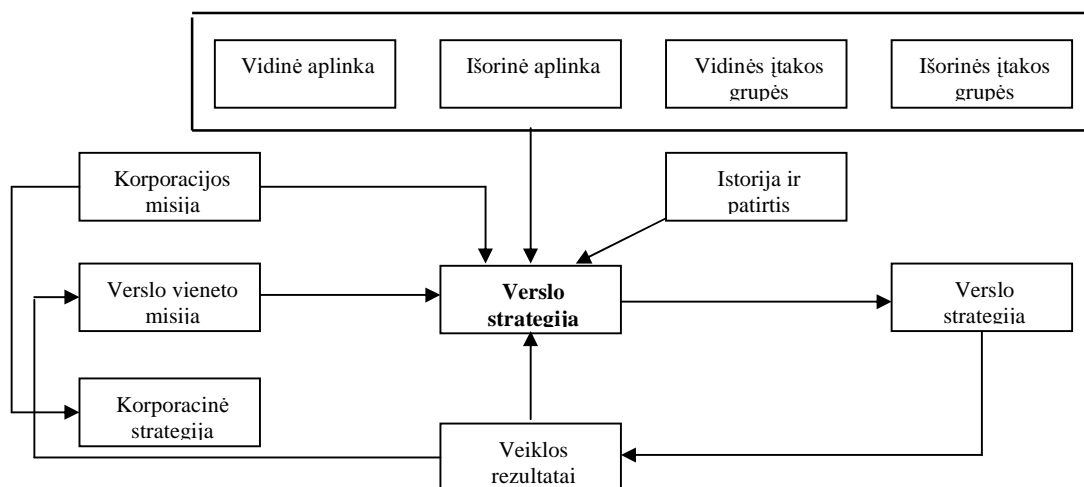 Vidinė aplinka
Išorinė aplinka
Vidinės įtakos
grupės
Išorinės įtakos
grupės
Korporacijos
misija
Istorija ir
patirtis
Verslo vieneto
misija
Verslo
strategija
Verslo
strategija
Korporacinė
strategija
Veiklos
rezultatai